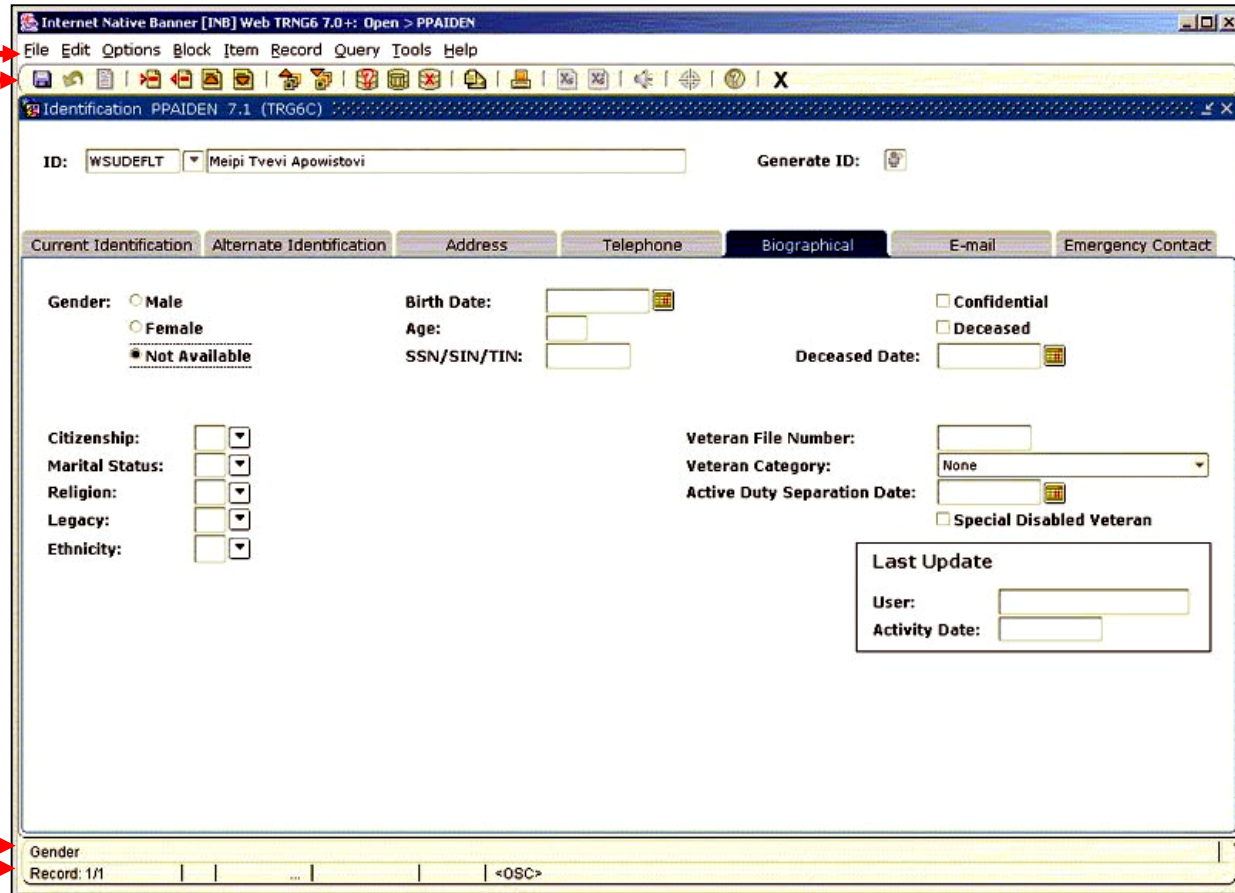 Internet Native Banner [INB] Web TRNG6 7.0+: Open > PPAIDEN
File Edit Options Block Item Record Query Tools Help
X
Identification PPAIDEN 7.1 (TRG6C)
ID: WSUDEFLT Meipi Tvevi Apowistovi Generate ID:
Current Identification Alternate Identification Address Telephone Biographical E-mail Emergency Contact
Gender: Male Birth Date: Confidential
Female Age: Deceased
Not Available SSN/SIN/TIN: Deceased Date:
Citizenship: Veteran File Number:
Marital Status: Veteran Category: None
Religion: Active Duty Separation Date:
Legacy: Special Disabled Veteran
Ethnicity:
Last Update
User:
Activity Date:
Gender
Record: 1/1 ... <OSC>